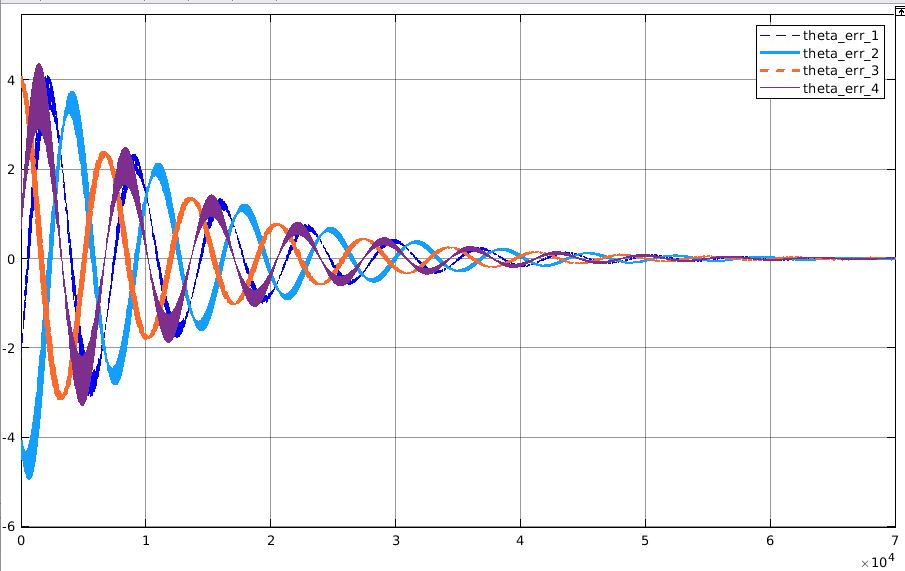 theta_err_1
theta_err_2
theta_err_3
theta_err_4
4
2
0
-2
-4
-6
0 1 2 3 4 5 6 7
×10^4